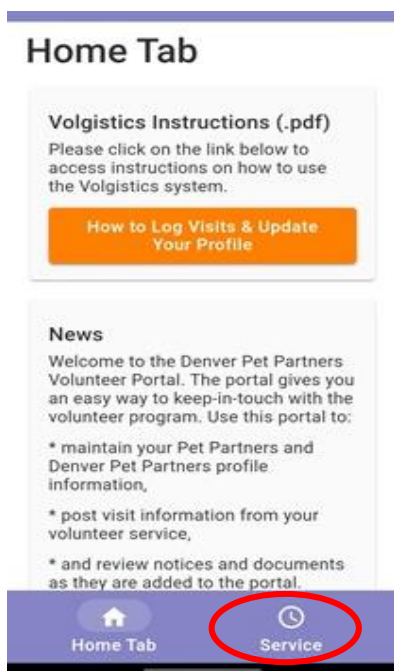 Home Tab
Volgistics Instructions (.pdf)
Please click on the link below to
access instructions on how to use
the Volgistics system.
How to Log Visits & Update
Your Profile
News
Welcome to the Denver Pet Partners
Volunteer Portal. The portal gives you
an easy way to keep-in-touch with the
volunteer program. Use this portal to:
* maintain your Pet Partners and
Denver Pet Partners profile
information,
* post visit information from your
volunteer service,
* and review notices and documents
as they are added to the portal.
Home Tab
Service